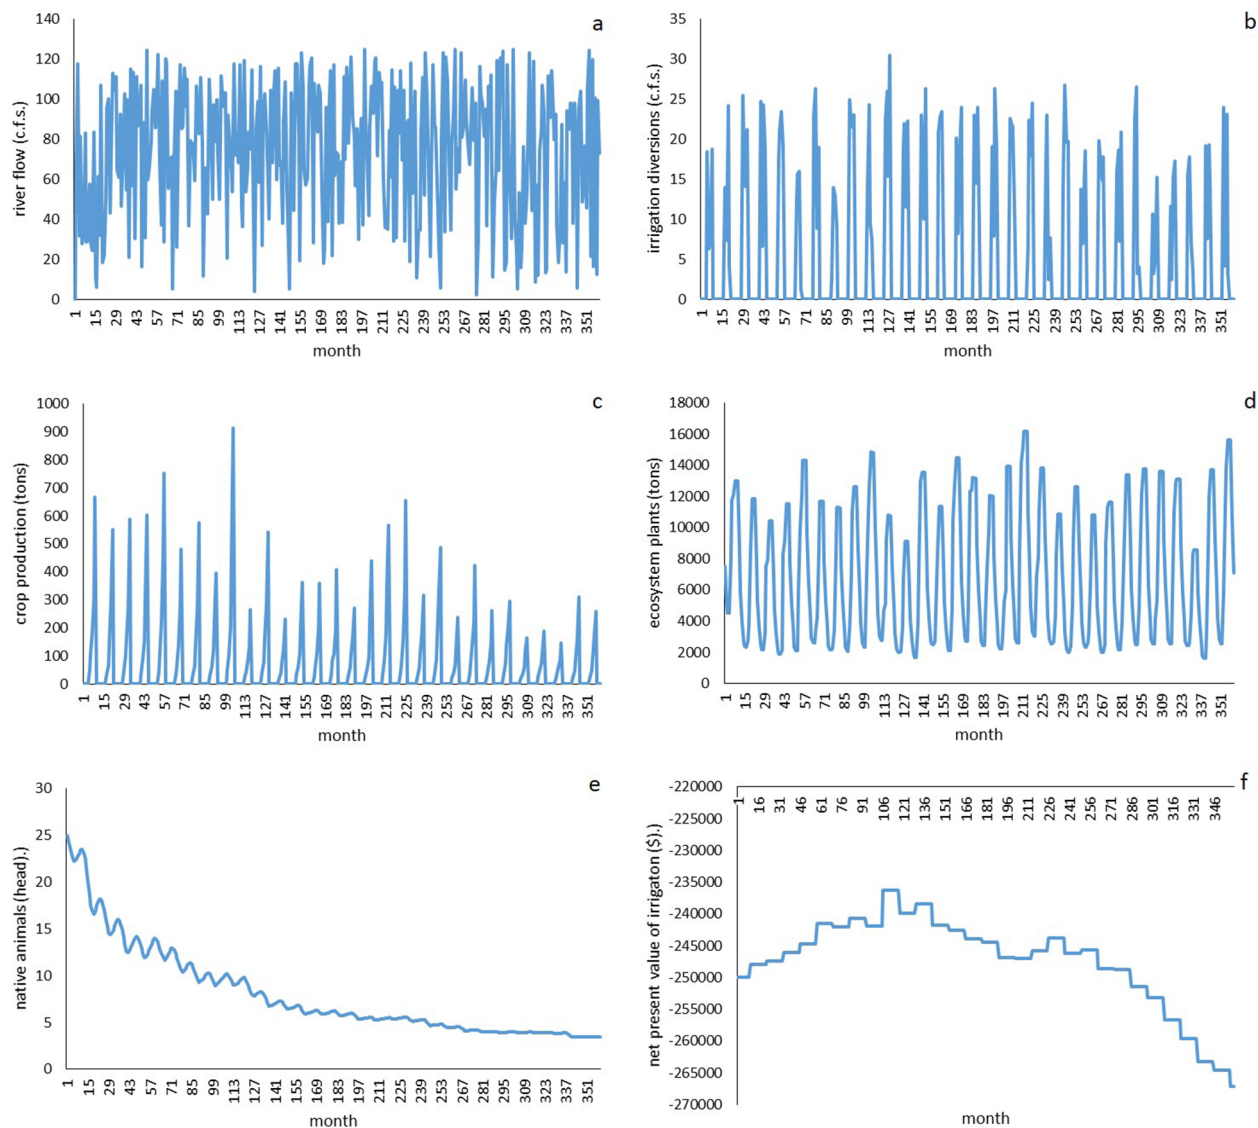 a
river flow (c.f.s.)
140
120
100
80
60
40
20
0
1 15 29 43 57 71 85 99 113 127 141 155 169 183 197 211 225 239 253 267 281 295 309 323 337 351
month
b
irrigation diversions (c.f.s.)
35
30
25
20
15
10
5
0
1 15 29 43 57 71 85 99 113 127 141 155 169 183 197 211 225 239 253 267 281 295 309 323 337 351
month
c
crop production (tons)
1000
900
800
700
600
500
400
300
200
100
0
1 15 29 43 57 71 85 99 113 127 141 155 169 183 197 211 225 239 253 267 281 295 309 323 337 351
month
d
ecosystem plants (tons)
18000
16000
14000
12000
10000
8000
6000
4000
2000
0
1 15 29 43 57 71 85 99 113 127 141 155 169 183 197 211 225 239 253 267 281 295 309 323 337 351
month
e
native animals (head).)
30
25
20
15
10
5
0
1 15 29 43 57 71 85 99 113 127 141 155 169 183 197 211 225 239 253 267 281 295 309 323 337 351
month
f
net present value of irrigaton ($).)
-220000
-225000
-230000
-235000
-240000
-245000
-250000
-255000
-260000
-265000
-270000
1 16 31 46 61 76 91 106 121 136 151 166 181 196 211 226 241 256 271 286 301 316 331 346
month